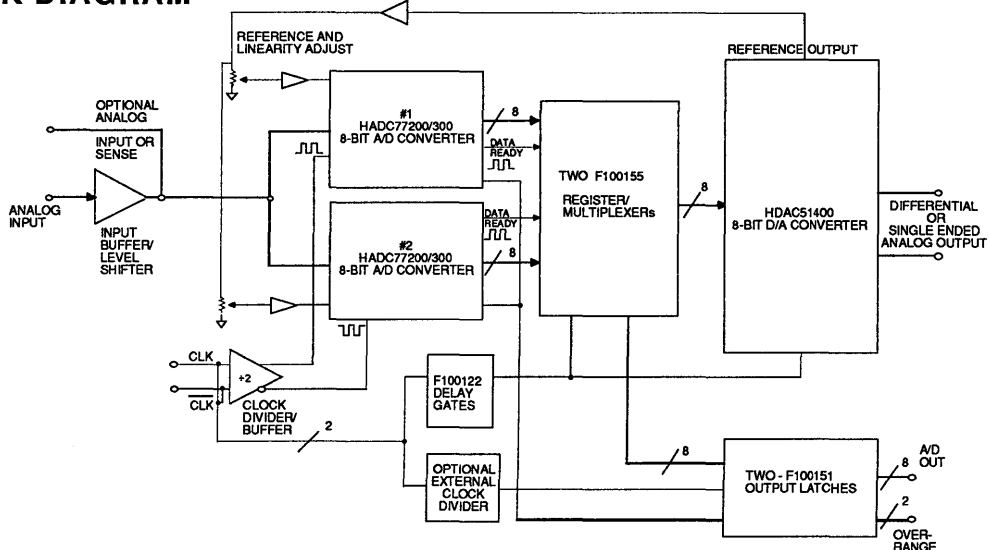 REFERENCE AND
LINEARITY ADJUST
REFERENCE OUTPUT
OPTIONAL
ANALOG
INPUT OR
SENSE
ANALOG
INPUT
INPUT
BUFFER/
LEVEL
SHIFTER
#1
HADC77200/300
8-BIT A/D CONVERTER
8
DATA
READY
#2
HADC77200/300
8-BIT A/D CONVERTER
DATA
READY
8
TWO F100155
REGISTER/
MULTIPLEXERs
8
HDAC51400
8-BIT D/A CONVERTER
DIFFERENTIAL
OR
SINGLE ENDED
ANALOG OUTPUT
CLK
CLK
÷2
CLOCK
DIVIDER/
BUFFER
2
F100122
DELAY
GATES
OPTIONAL
EXTERNAL
CLOCK
DIVIDER
8
TWO - F100151
OUTPUT LATCHES
8
A/D
OUT
2
OVER-
RANGE